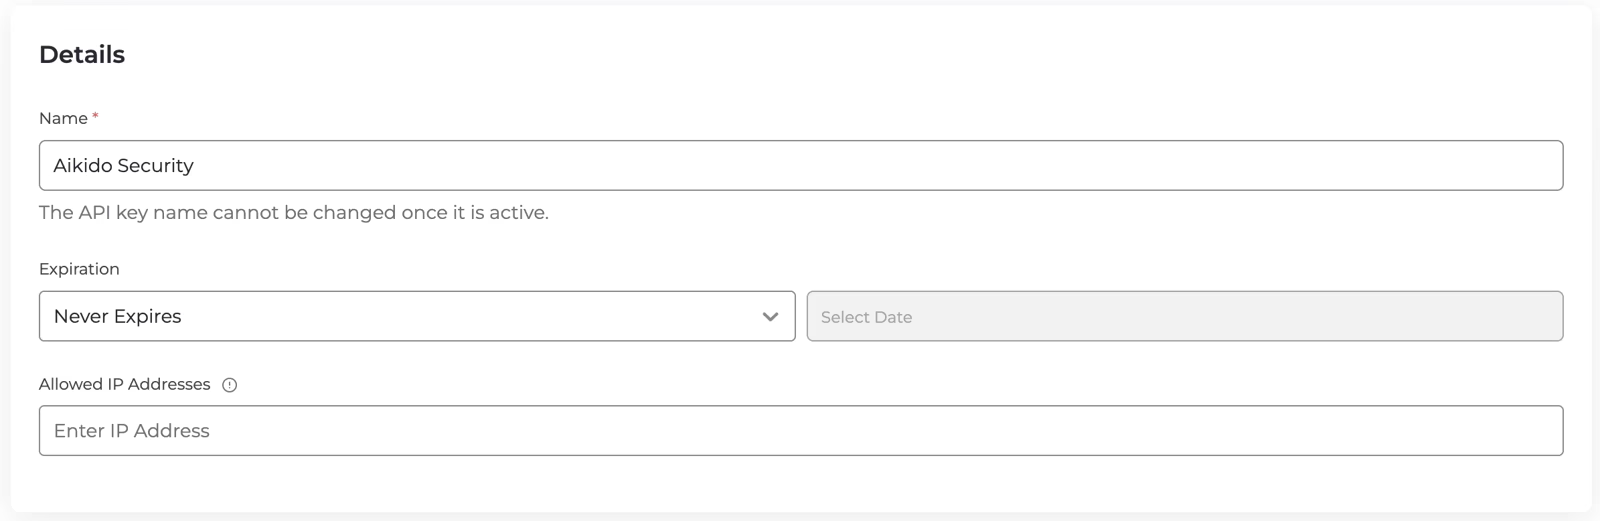 Details
Name *
Aikido Security
The API key name cannot be changed once it is active.
Expiration
Never Expires
Select Date
Allowed IP Addresses
Enter IP Address